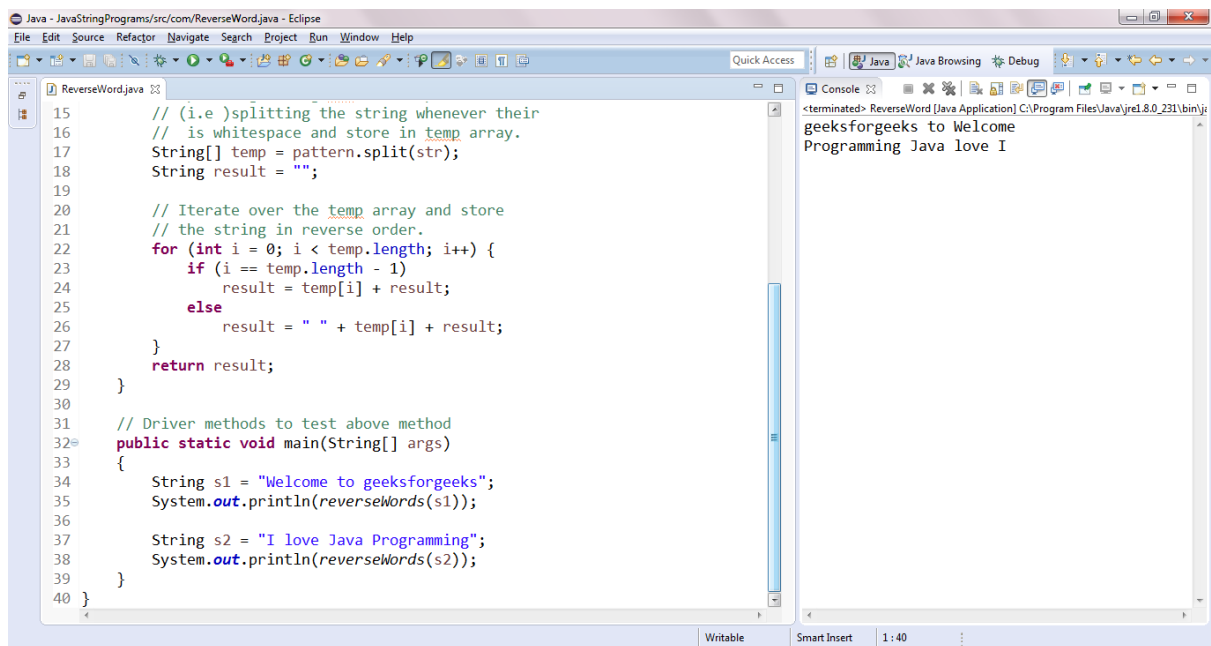 Java - JavaStringPrograms/src/com/ReverseWord.java - Eclipse
File Edit Source Refactor Navigate Search Project Run Window Help
Quick Access Java Java Browsing Debug
ReverseWord.java
15 // (i.e )splitting the string whenever their
16 //  is whitespace and store in temp array.
17 String[] temp = pattern.split(str);
18 String result = "";
19
20 // Iterate over the temp array and store
21 // the string in reverse order.
22 for (int i = 0; i < temp.length; i++) {
23 if (i == temp.length - 1)
24 result = temp[i] + result;
25 else
26 result = " " + temp[i] + result;
27 }
28 return result;
29 }
30
31 // Driver methods to test above method
32 public static void main(String[] args)
33 {
34 String s1 = "Welcome to geeksforgeeks";
35 System.out.println(reverseWords(s1));
36
37 String s2 = "I love Java Programming";
38 System.out.println(reverseWords(s2));
39 }
40 }
Console
<terminated> ReverseWord [Java Application] C:\Program Files\Java\jre1.8.0_231\bin\ja
geeksforgeeks to Welcome
Programming Java love I
Writable Smart Insert 1 : 40